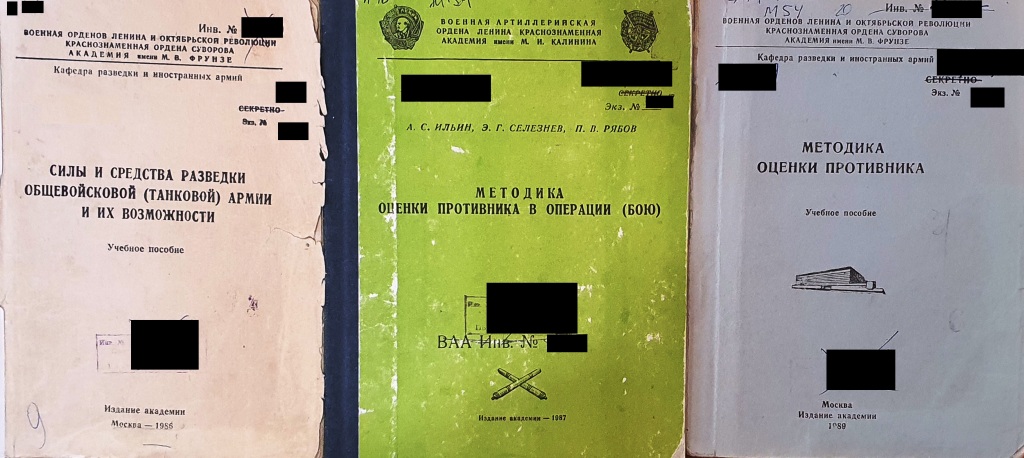 Инв. №
ВОЕННАЯ ОРДЕНОВ ЛЕНИНА И ОКТЯБРЬСКОЙ РЕВОЛЮЦИИ
КРАСНОЗНАМЕННАЯ ОРДЕНА СУВОРОВА
АКАДЕМИЯ имени М. В. ФРУНЗЕ
Кафедра разведки и иностранных армий
СЕКРЕТНО
Экз. №
СИЛЫ И СРЕДСТВА РАЗВЕДКИ
ОБЩЕВОЙСКОВОЙ (ТАНКОВОЙ) АРМИИ
И ИХ ВОЗМОЖНОСТИ
Учебное пособие
Инв. №
Издание академии
Москва — 1986
9
ВОЕННАЯ АРТИЛЛЕРИЙСКАЯ
ОРДЕНА ЛЕНИНА КРАСНОЗНАМЕННАЯ
АКАДЕМИЯ имени М. И. КАЛИНИНА
СЕКРЕТНО
Экз. №
А. С. ИЛЬИН, Э. Г. СЕЛЕЗНЕВ, П. В. РЯБОВ
МЕТОДИКА
ОЦЕНКИ ПРОТИВНИКА В ОПЕРАЦИИ (БОЮ)
ВАА Инв. №
Издание академии — 1987
М54 20 Инв. №
ВОЕННАЯ ОРДЕНОВ ЛЕНИНА И ОКТЯБРЬСКОЙ РЕВОЛЮЦИИ
КРАСНОЗНАМЕННАЯ ОРДЕНА СУВОРОВА
АКАДЕМИЯ имени М. В. ФРУНЗЕ
Кафедра разведки и иностранных армий
СЕКРЕТНО
Экз. №
МЕТОДИКА
ОЦЕНКИ ПРОТИВНИКА
Учебное пособие
Москва
Издание академии
1989